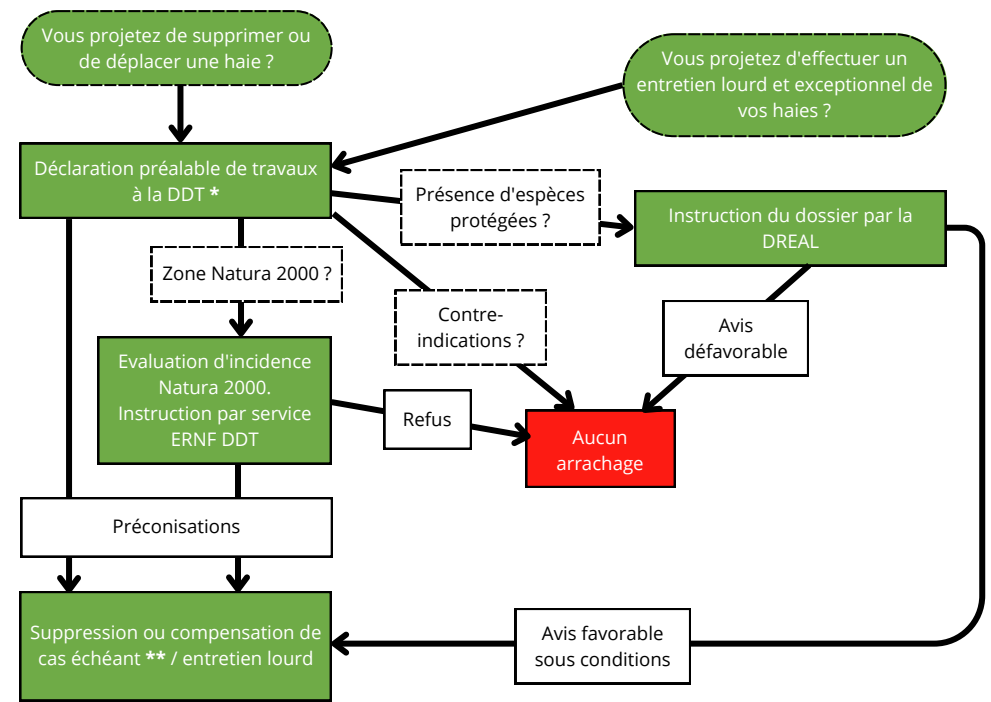 Vous projetez de supprimer ou
de déplacer une haie ?
Vous projetez d'effectuer un
entretien lourd et exceptionnel de
vos haies ?
Déclaration préalable de travaux
à la DDT *
Présence d'espèces
protégées ?
Instruction du dossier par la
DREAL
Zone Natura 2000 ?
Contre-
indications ?
Avis
défavorable
Evaluation d'incidence
Natura 2000.
Instruction par service
ERNF DDT
Refus
Aucun
arrachage
Préconisations
Suppression ou compensation de
cas échéant ** / entretien lourd
Avis favorable
sous conditions